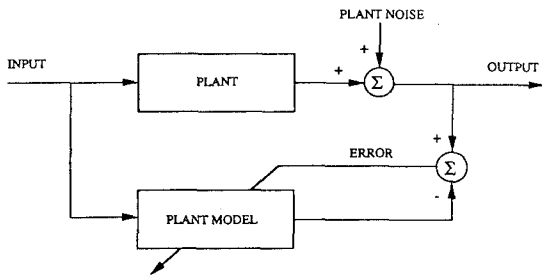 PLANT NOISE
+
INPUT
OUTPUT
PLANT
+
Σ
+
ERROR
Σ
-
PLANT MODEL